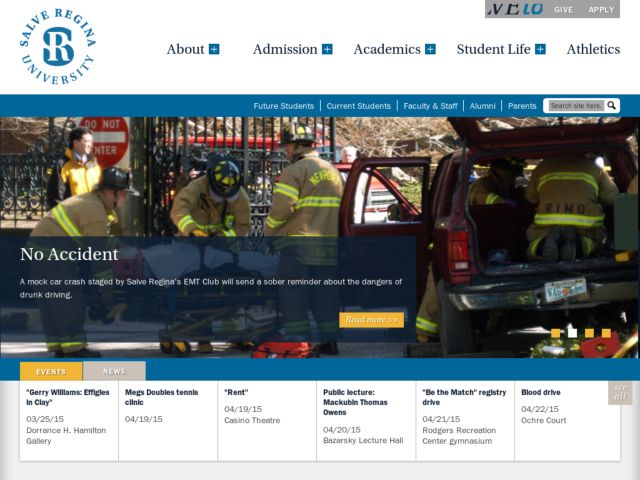 SALVE REGINA
UNIVERSITY
SR
GIVE APPLY
About + Admission + Academics + Student Life + Athletics
Future Students Current Students Faculty & Staff Alumni Parents Search site here.
DO NOT
ENTER
NEWPORT
RIMO
No Accident
A mock car crash staged by Salve Regina's EMT Club will send a sober reminder about the dangers of
drunk driving.
Read more >>
EVENTS NEWS
see
all
"Gerry Williams: Effigies
in Clay"
03/25/15
Dorrance H. Hamilton
Gallery
Megs Doubles tennis
clinic
04/19/15
"Rent"
04/19/15
Casino Theatre
Public lecture:
Mackubin Thomas
Owens
04/20/15
Bazarsky Lecture Hall
"Be the Match" registry
drive
04/21/15
Rodgers Recreation
Center gymnasium
Blood drive
04/22/15
Ochre Court